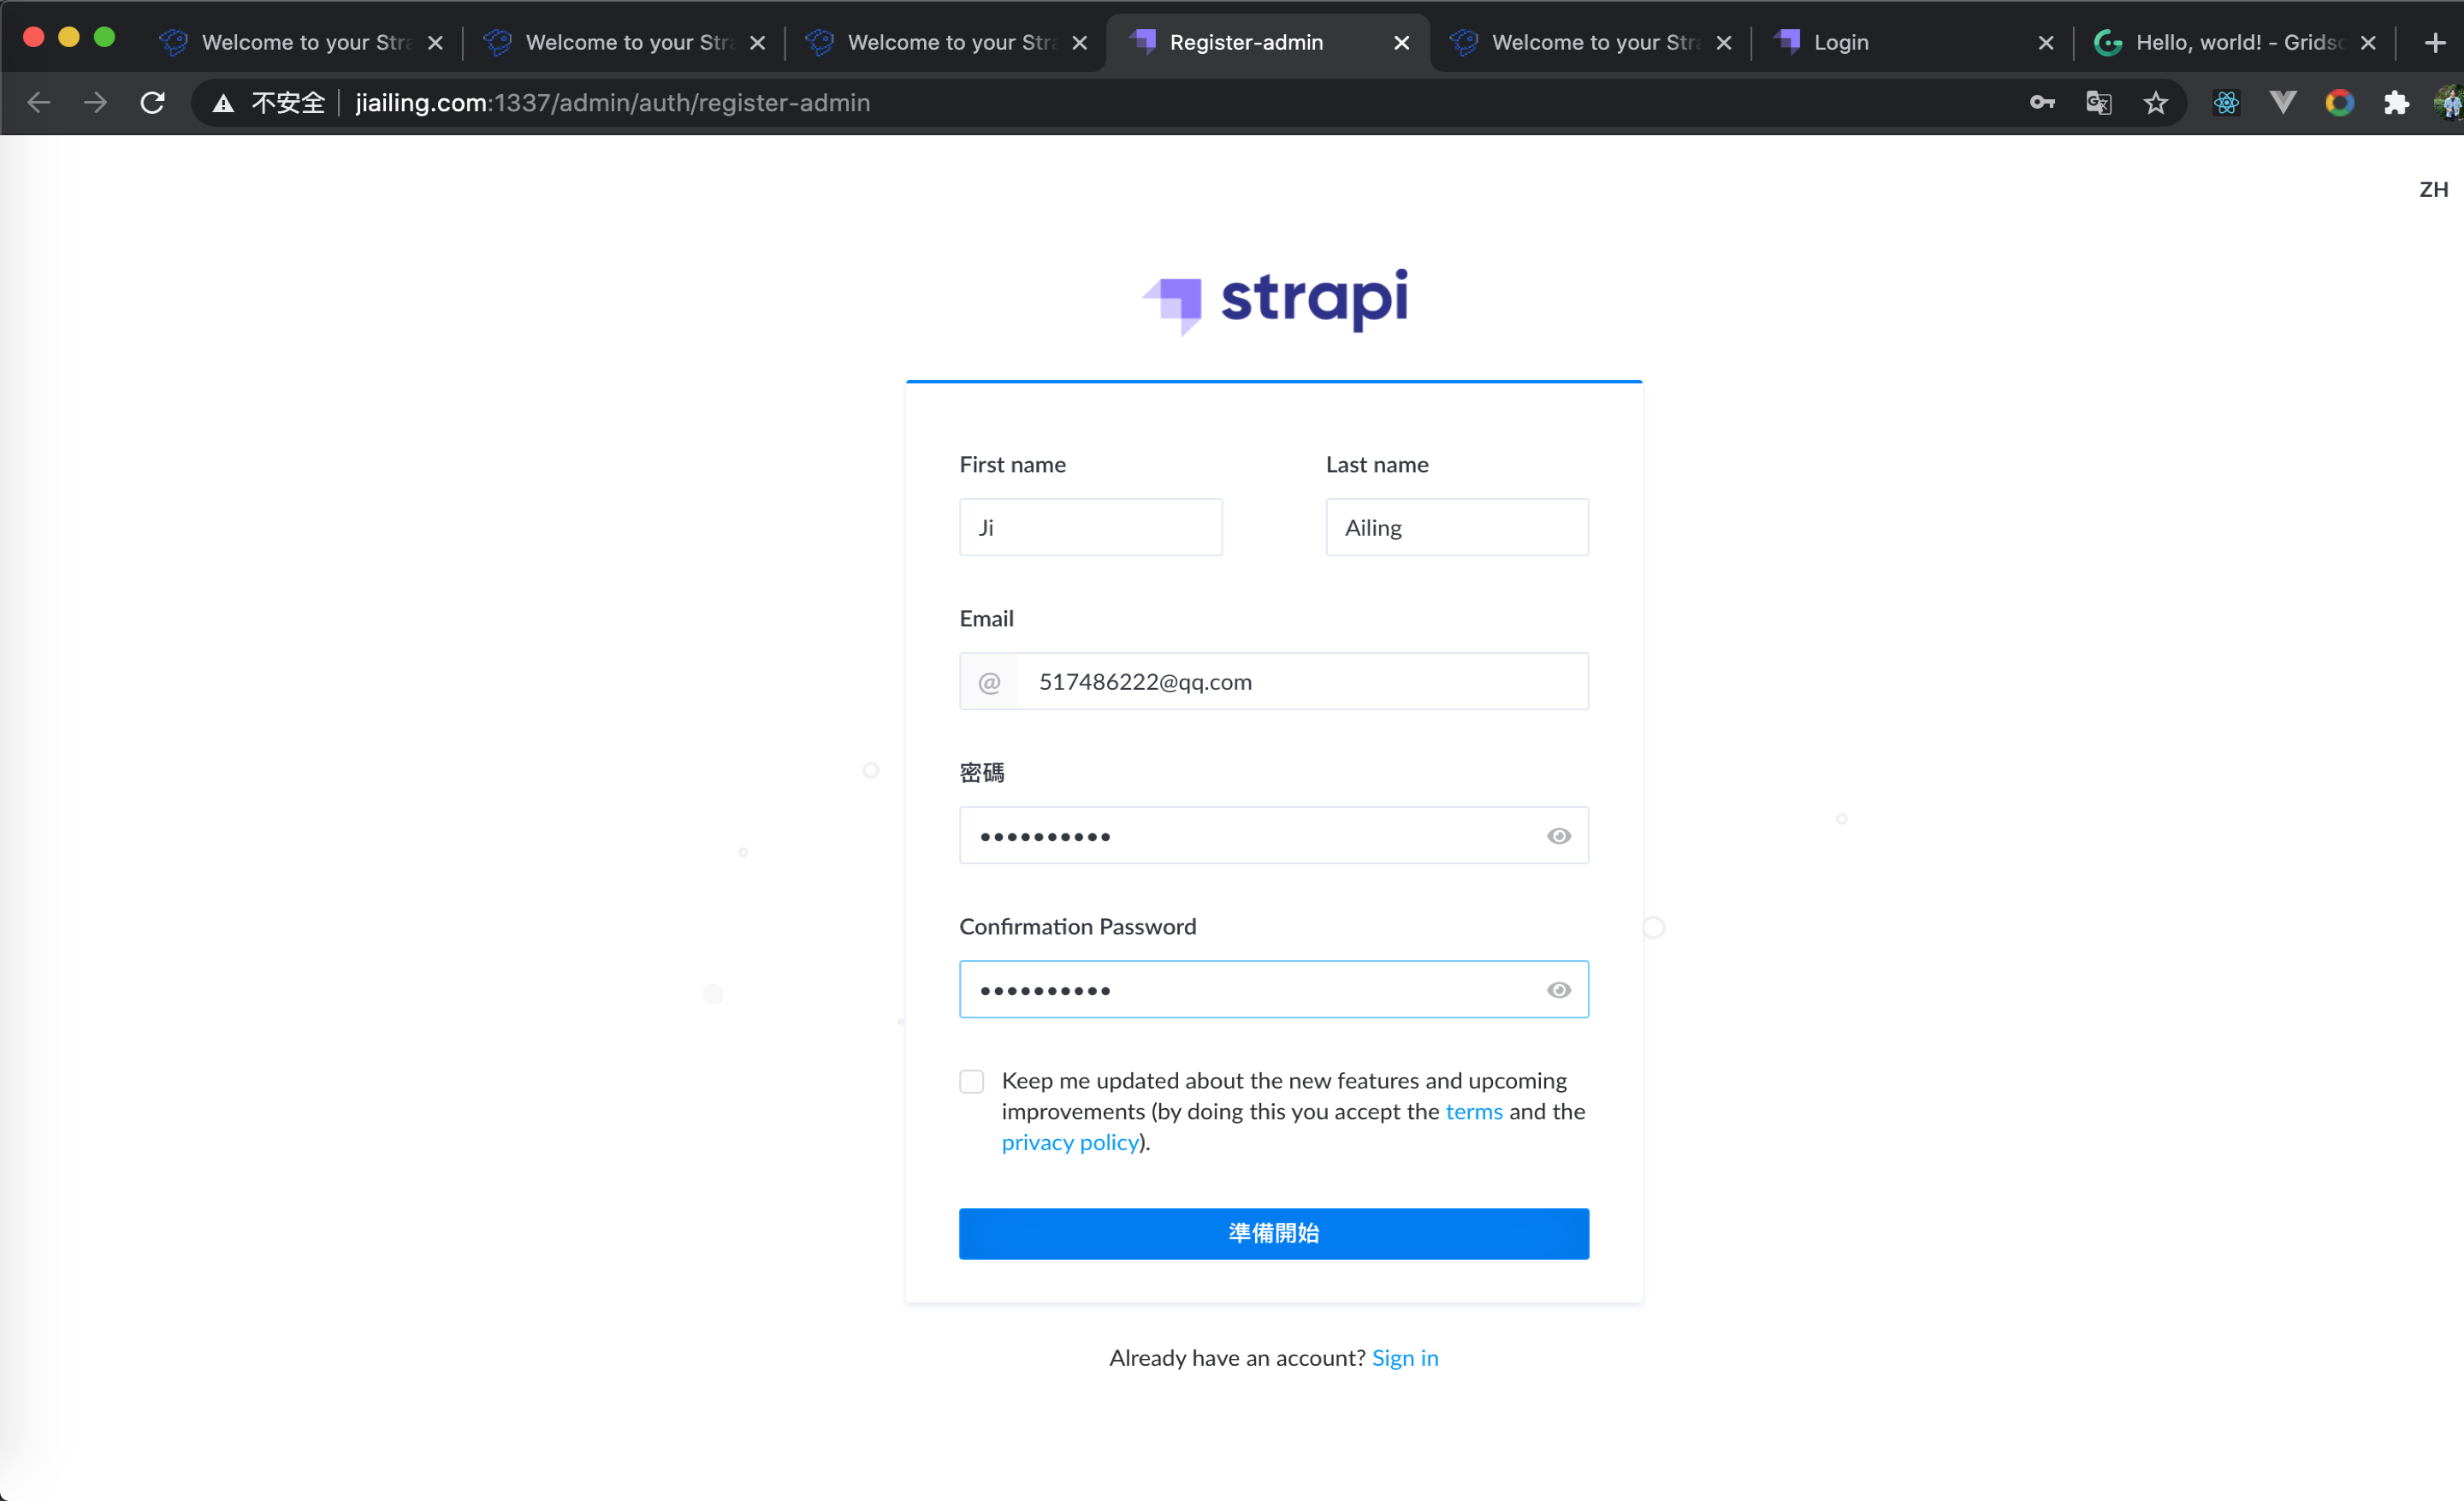 Welcome to your Stra
Welcome to your Stra
Welcome to your Stra
Register-admin
Welcome to your Stra
Login
Hello, world! - Gridso
不安全
jiailing.com:1337/admin/auth/register-admin
ZH
strapi
First name
Last name
Ji
Ailing
Email
@
517486222@qq.com
密碼
••••••••••
Confirmation Password
••••••••••
Keep me updated about the new features and upcoming
improvements (by doing this you accept the terms and the
privacy policy).
準備開始
Already have an account? Sign in